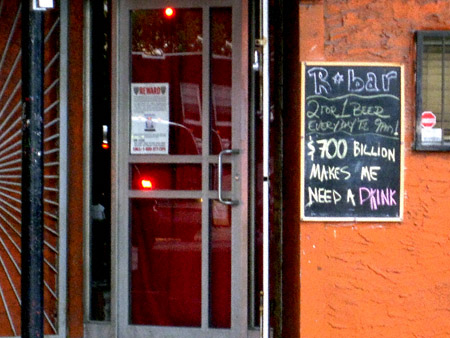 REWARD
R*bar
2 FOR 1 BEER
EVERYDAY TIL 9PM!
$700 BILLION
MAKES ME
NEED A DRINK